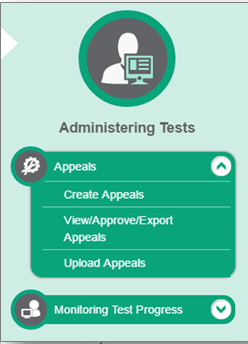 Administering Tests
Appeals
Create Appeals
View/Approve/Export
Appeals
Upload Appeals
Monitoring Test Progress